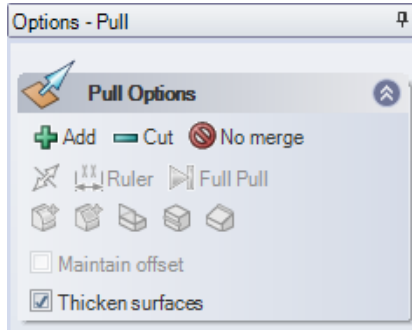 Options - Pull
Pull Options
Add Cut No merge
Ruler Full Pull
Maintain offset
Thicken surfaces